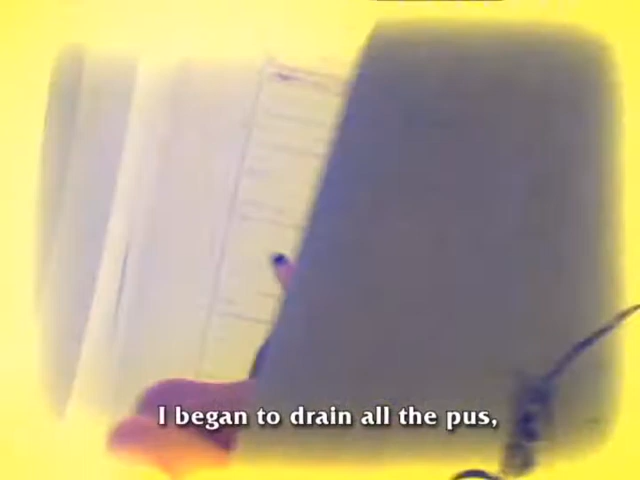 I began to drain all the pus,